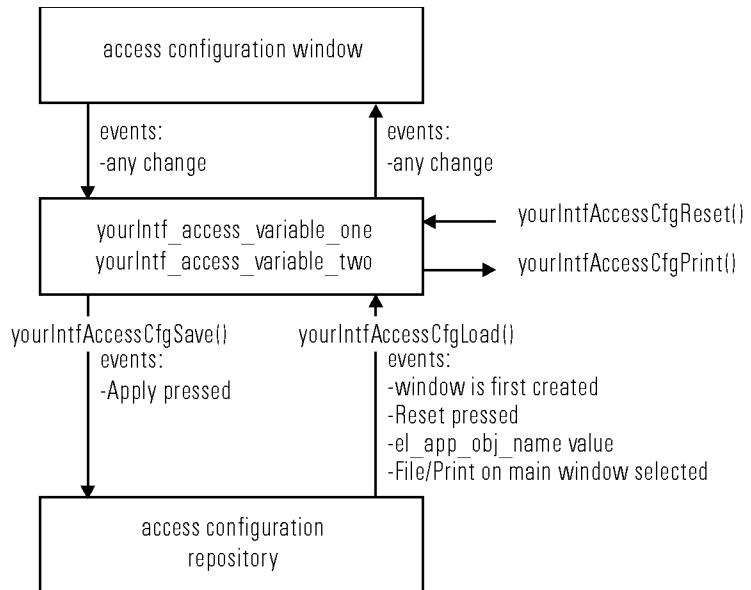 access configuration window
events:
-any change
events:
-any change
yourIntf_access_variable_one
yourIntf_access_variable_two
yourIntfAccessCfgReset()
yourIntfAccessCfgPrint()
yourIntfAccessCfgSave()
events:
-Apply pressed
yourIntfAccessCfgLoad()
events:
-window is first created
-Reset pressed
-el_app_obj_name value
-File/Print on main window selected
access configuration
repository